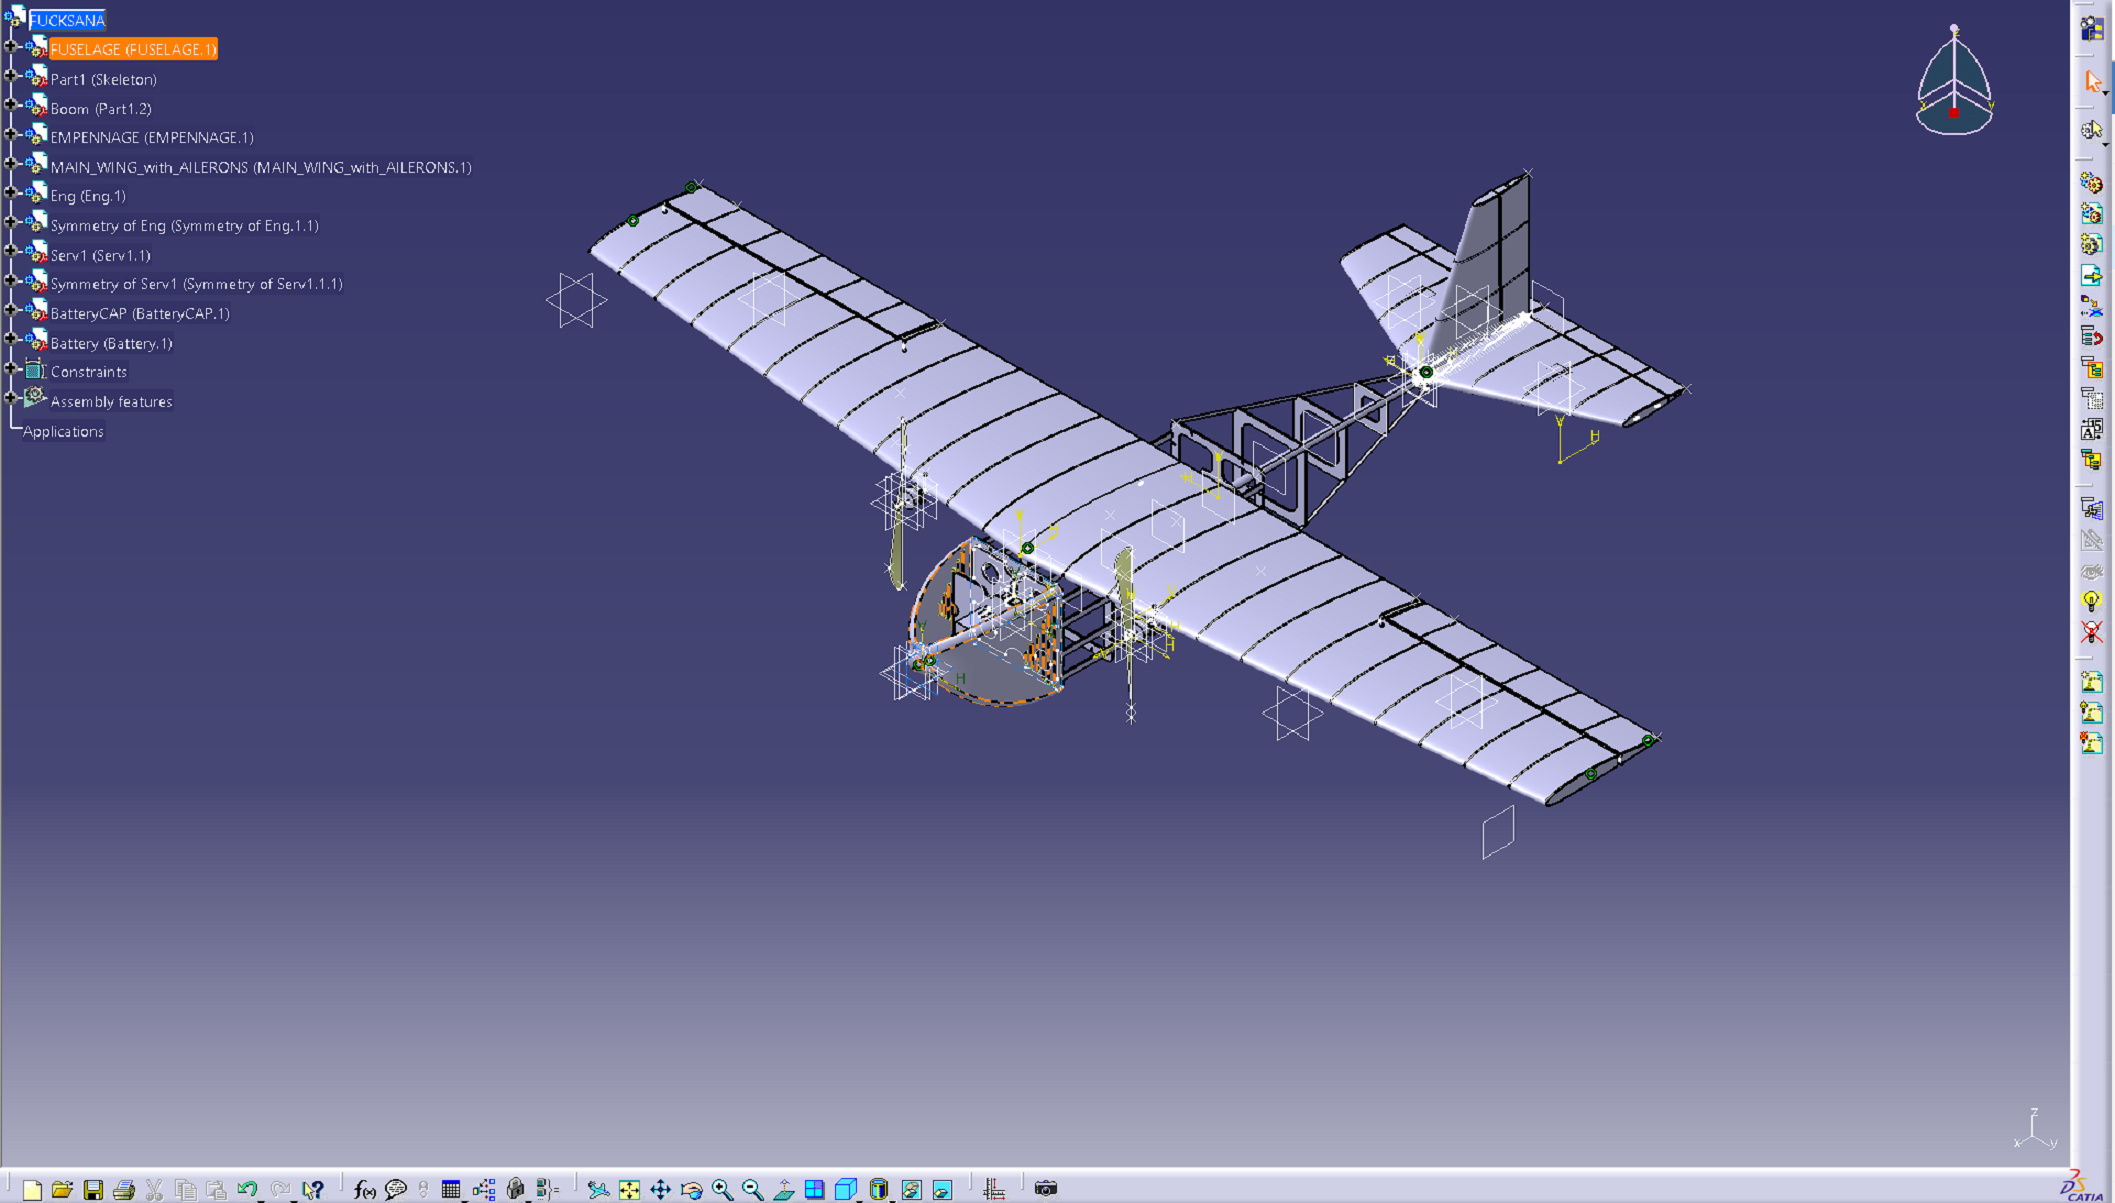 FUCKSANA
FUSELAGE (FUSELAGE.1)
Part1 (Skeleton)
Boom (Part1.2)
EMPENNAGE (EMPENNAGE.1)
MAIN_WING_with_AILERONS (MAIN_WING_with_AILERONS.1)
Eng (Eng.1)
Symmetry of Eng (Symmetry of Eng.1.1)
Serv1 (Serv1.1)
Symmetry of Serv1 (Symmetry of Serv1.1.1)
BatteryCAP (BatteryCAP.1)
Battery (Battery.1)
Constraints
Assembly features
Applications
V
H
H
H
H
z
x
y
f(x)
CATIA